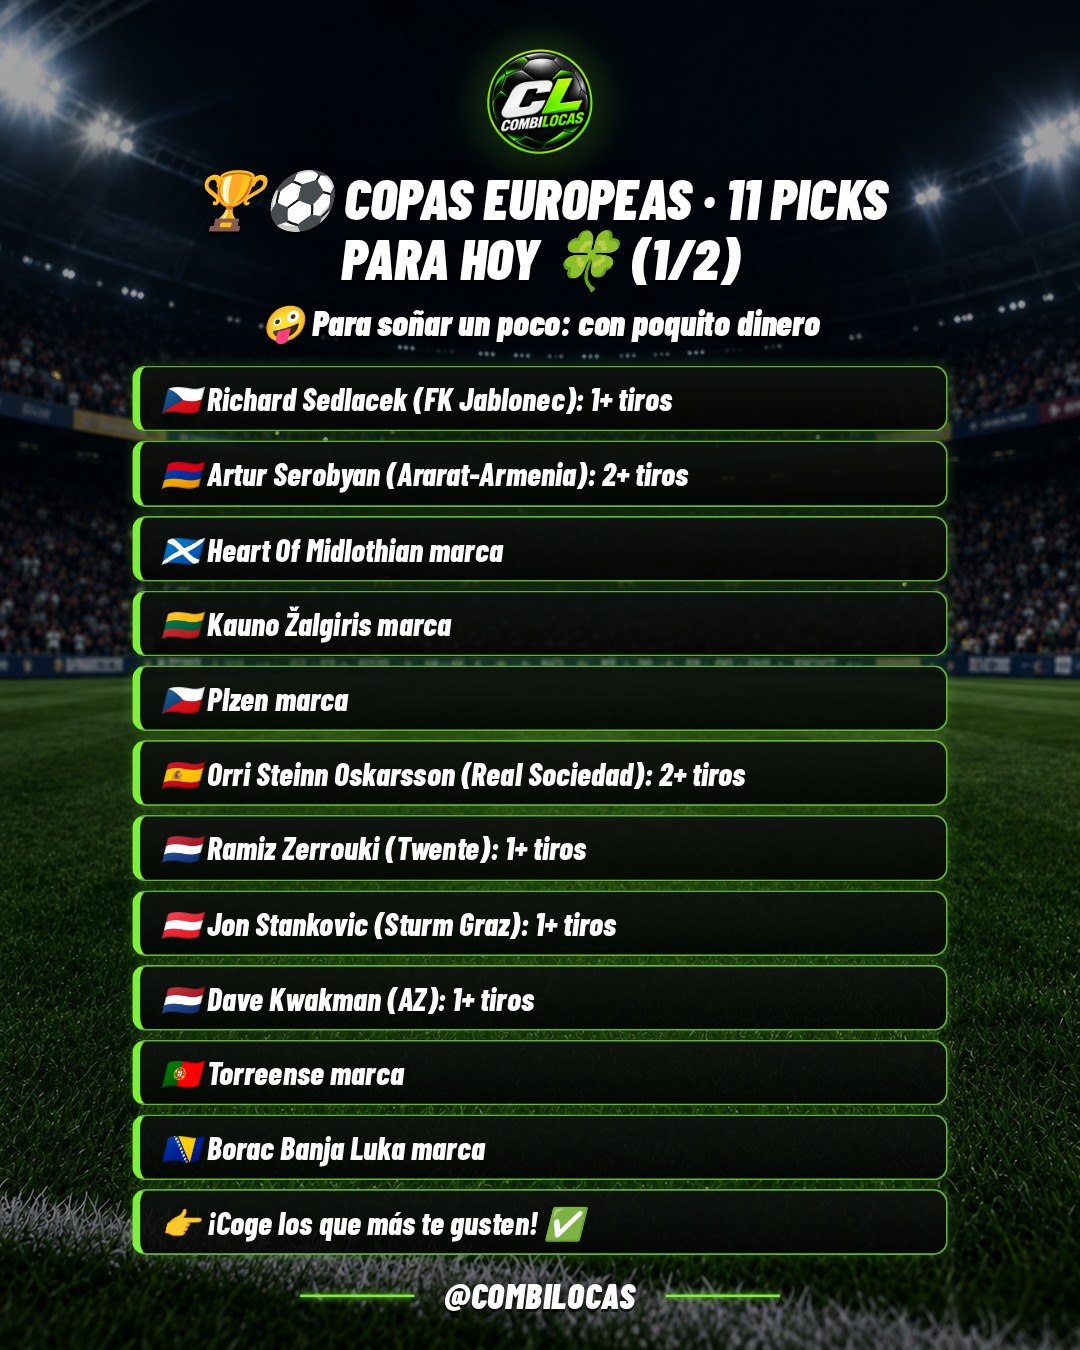 CL
COMBILOCAS
🏆⚽ COPAS EUROPEAS · 11 PICKS
PARA HOY 🍀 (1/2)
🤪 Para soñar un poco: con poquito dinero
🇨🇿 Richard Sedlacek (FK Jablonec): 1+ tiros
🇦🇲 Artur Serobyan (Ararat-Armenia): 2+ tiros
🏴󠁧󠁢󠁳󠁣󠁴󠁿 Heart Of Midlothian marca
🇱🇹 Kauno Žalgiris marca
🇨🇿 Plzen marca
🇪🇸 Orri Steinn Oskarsson (Real Sociedad): 2+ tiros
🇳🇱 Ramiz Zerrouki (Twente): 1+ tiros
🇦🇹 Jon Stankovic (Sturm Graz): 1+ tiros
🇳🇱 Dave Kwakman (AZ): 1+ tiros
🇵🇹 Torreense marca
🇧🇦 Borac Banja Luka marca
👉 ¡Coge los que más te gusten! ✅
@COMBILOCAS